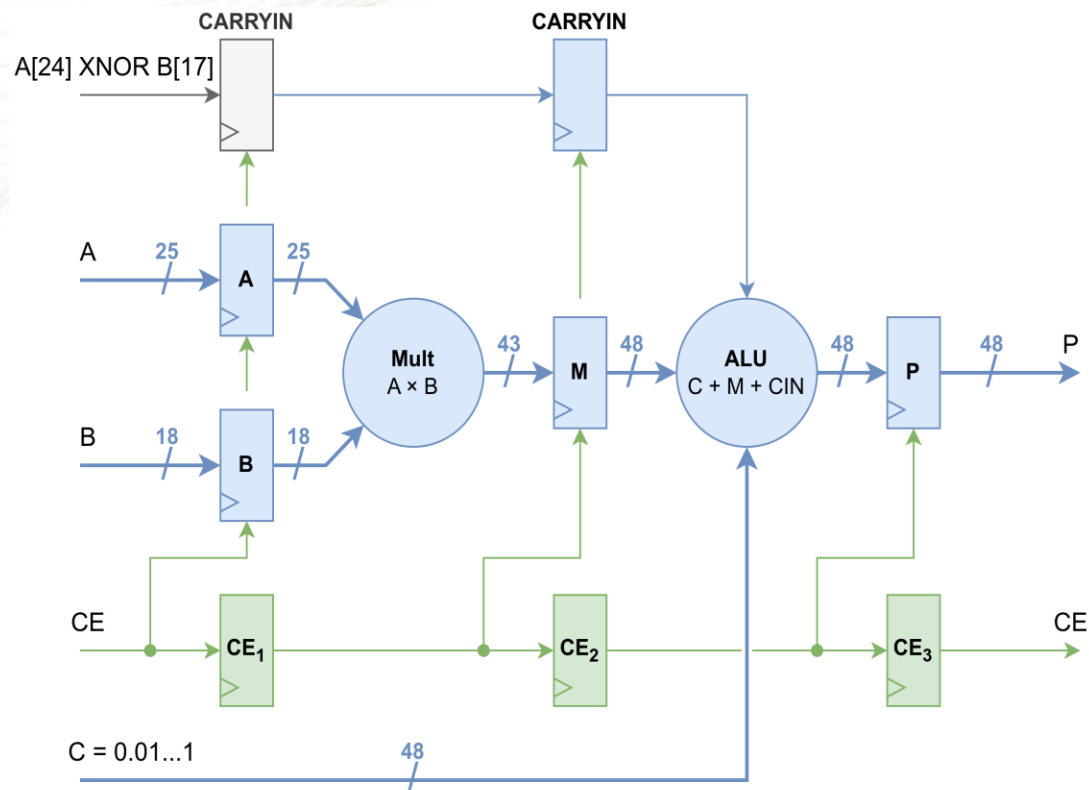 CARRYIN
CARRYIN
A[24] XNOR B[17]
A
25
25
A
Mult
A × B
43
M
48
ALU
C + M + CIN
48
P
48
P
B
18
18
B
CE
CE₁
CE₂
CE₃
CE
C = 0.01...1
48